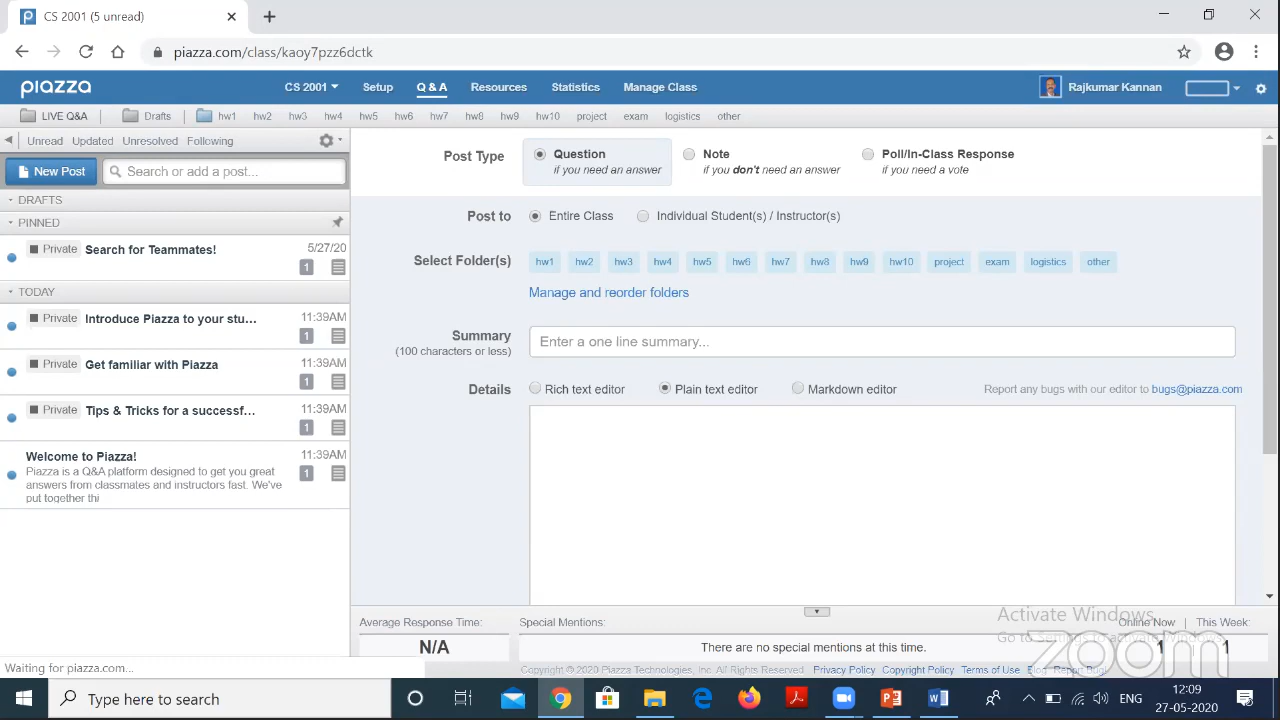 CS 2001 (5 unread)
piazza.com/class/kaoy7pzz6dctk
piazza
CS 2001 Setup Q & A Resources Statistics Manage Class Rajkumar Kannan
LIVE Q&A Drafts hw1 hw2 hw3 hw4 hw5 hw6 hw7 hw8 hw9 hw10 project exam logistics other
Unread Updated Unresolved Following
New Post Search or add a post...
DRAFTS
PINNED
Private Search for Teammates! 5/27/20
1
TODAY
Private Introduce Piazza to your stu... 11:39AM
1
Private Get familiar with Piazza 11:39AM
1
Private Tips & Tricks for a successf... 11:39AM
1
Welcome to Piazza! 11:39AM
Piazza is a Q&A platform designed to get you great 1
answers from classmates and instructors fast. We've
put together thi
Post Type Question Note Poll/In-Class Response
if you need an answer if you don't need an answer if you need a vote
Post to Entire Class Individual Student(s) / Instructor(s)
Select Folder(s) hw1 hw2 hw3 hw4 hw5 hw6 hw7 hw8 hw9 hw10 project exam logistics other
Manage and reorder folders
Summary Enter a one line summary...
(100 characters or less)
Details Rich text editor Plain text editor Markdown editor Report any bugs with our editor to bugs@piazza.com
Average Response Time: Special Mentions: Online Now This Week:
N/A There are no special mentions at this time. 1 1
Activate Windows
Go to Settings to activate Windows.
zoom
Copyright © 2020 Piazza Technologies, Inc. All Rights Reserved. Privacy Policy Copyright Policy Terms of Use Blog Report Bug
Waiting for piazza.com...
Type here to search ENG 12:09
27-05-2020